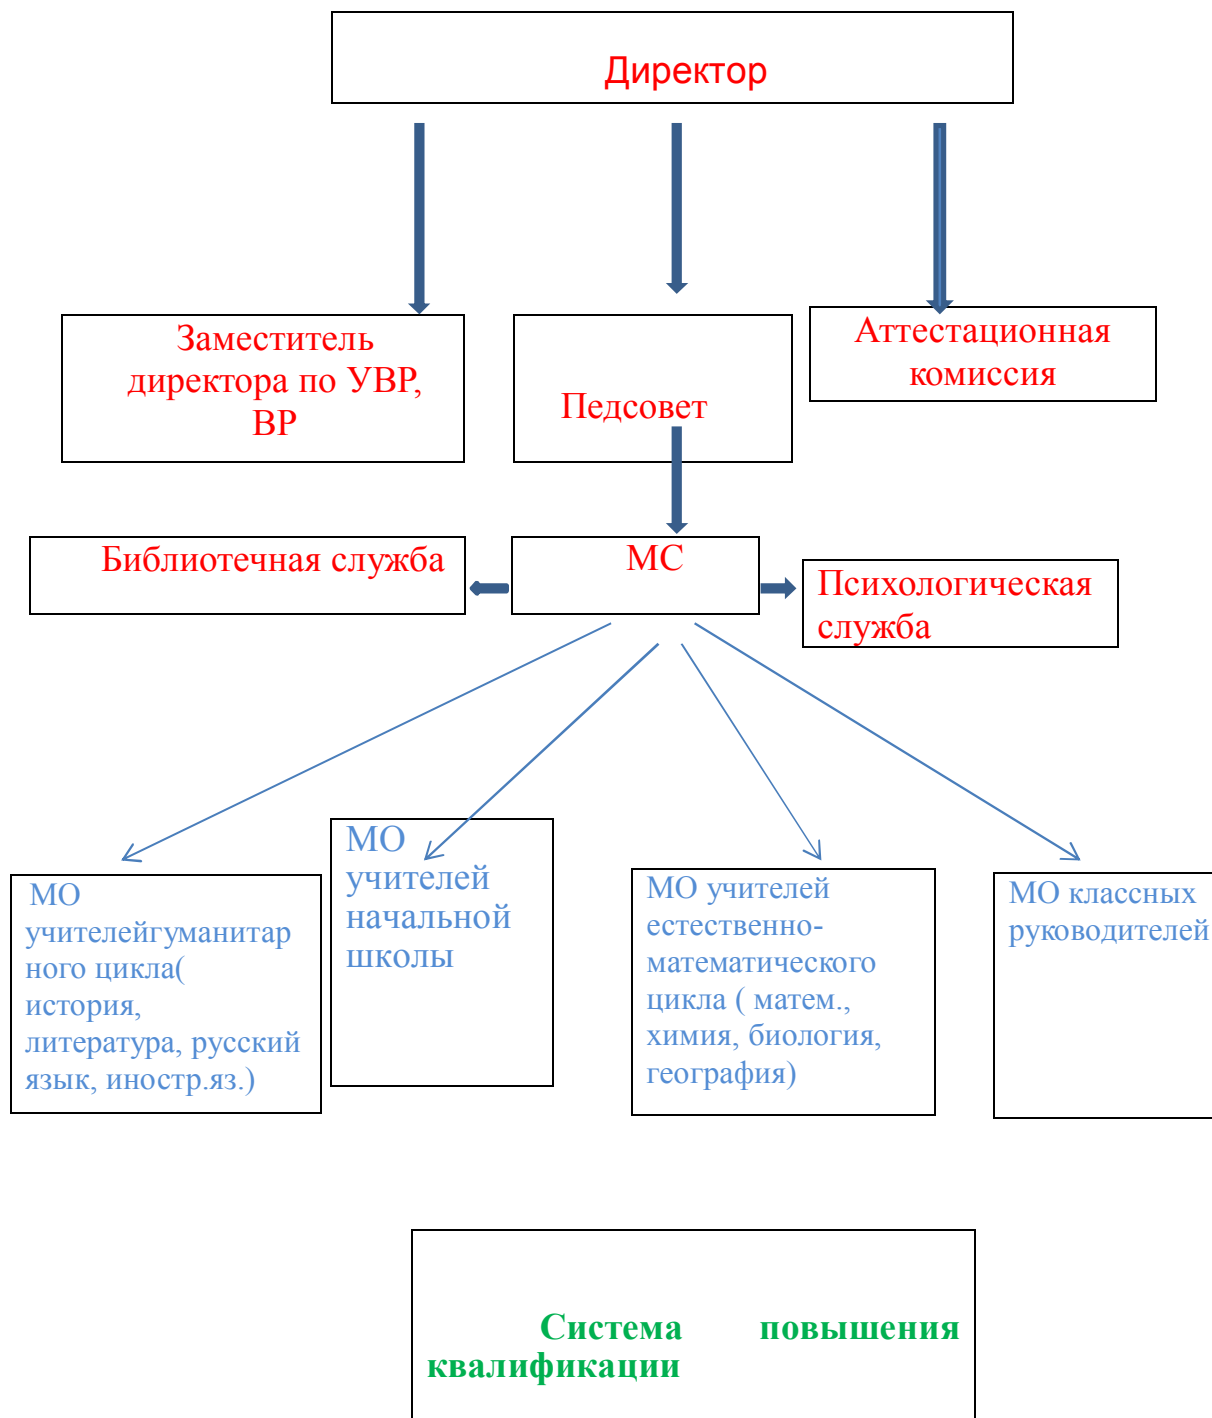 Директор
Заместитель
директора по УВР,
ВР
Педсовет
Аттестационная
комиссия
Библиотечная служба
МС
Психологическая
служба
МО
учителейгуманитар
ного цикла(
история,
литература, русский
язык, иностр.яз.)
МО
учителей
начальной
школы
МО учителей
естественно-
математического
цикла ( матем.,
химия, биология,
география)
МО классных
руководителей
Система повышения
квалификации